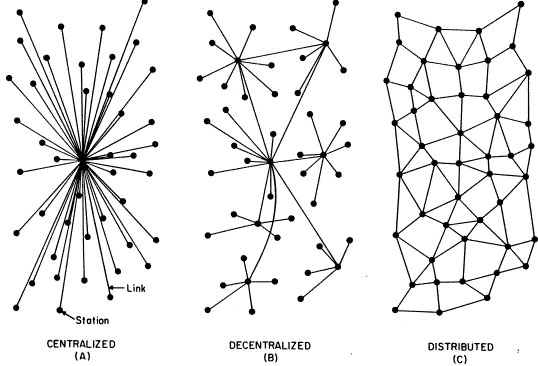 Link
Station
CENTRALIZED
(A)
DECENTRALIZED
(B)
DISTRIBUTED
(C)